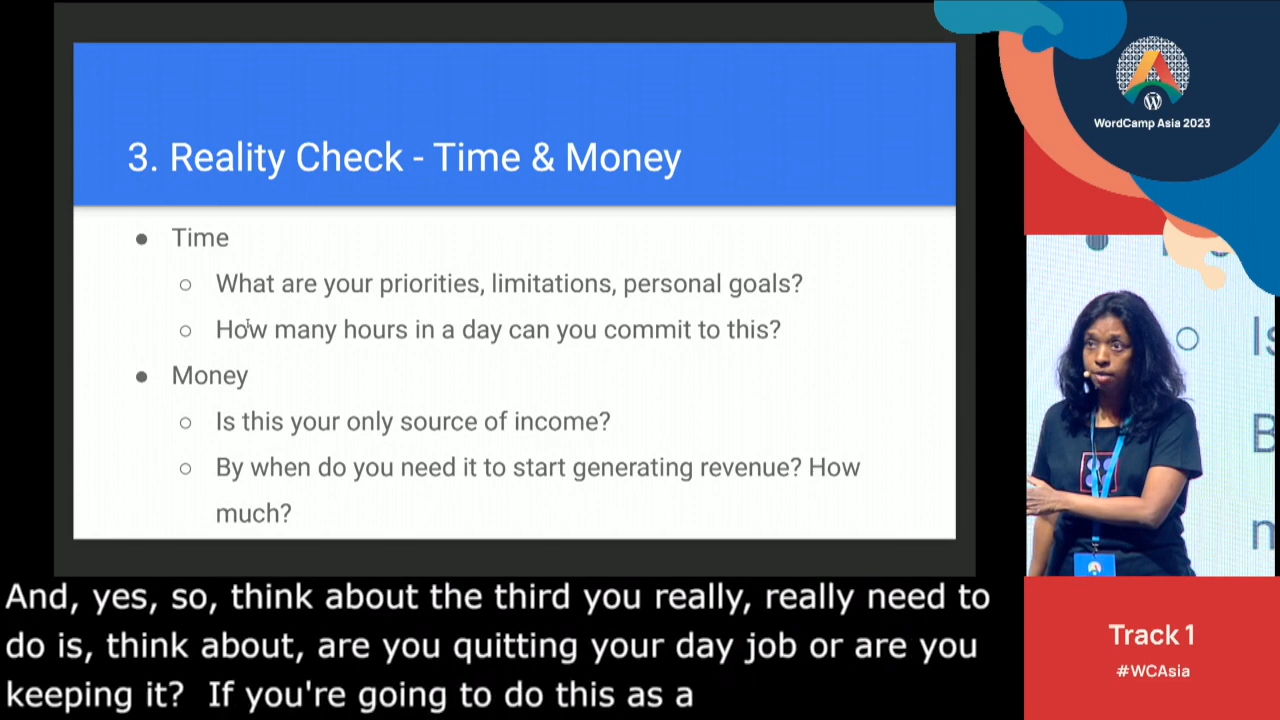 3. Reality Check - Time & Money
● Time
○ What are your priorities, limitations, personal goals?
○ How many hours in a day can you commit to this?
● Money
○ Is this your only source of income?
○ By when do you need it to start generating revenue? How
much?
And, yes, so, think about the third you really, really need to
do is, think about, are you quitting your day job or are you
keeping it?  If you're going to do this as a
WordCamp Asia 2023
Is
B
Track 1
#WCAsia